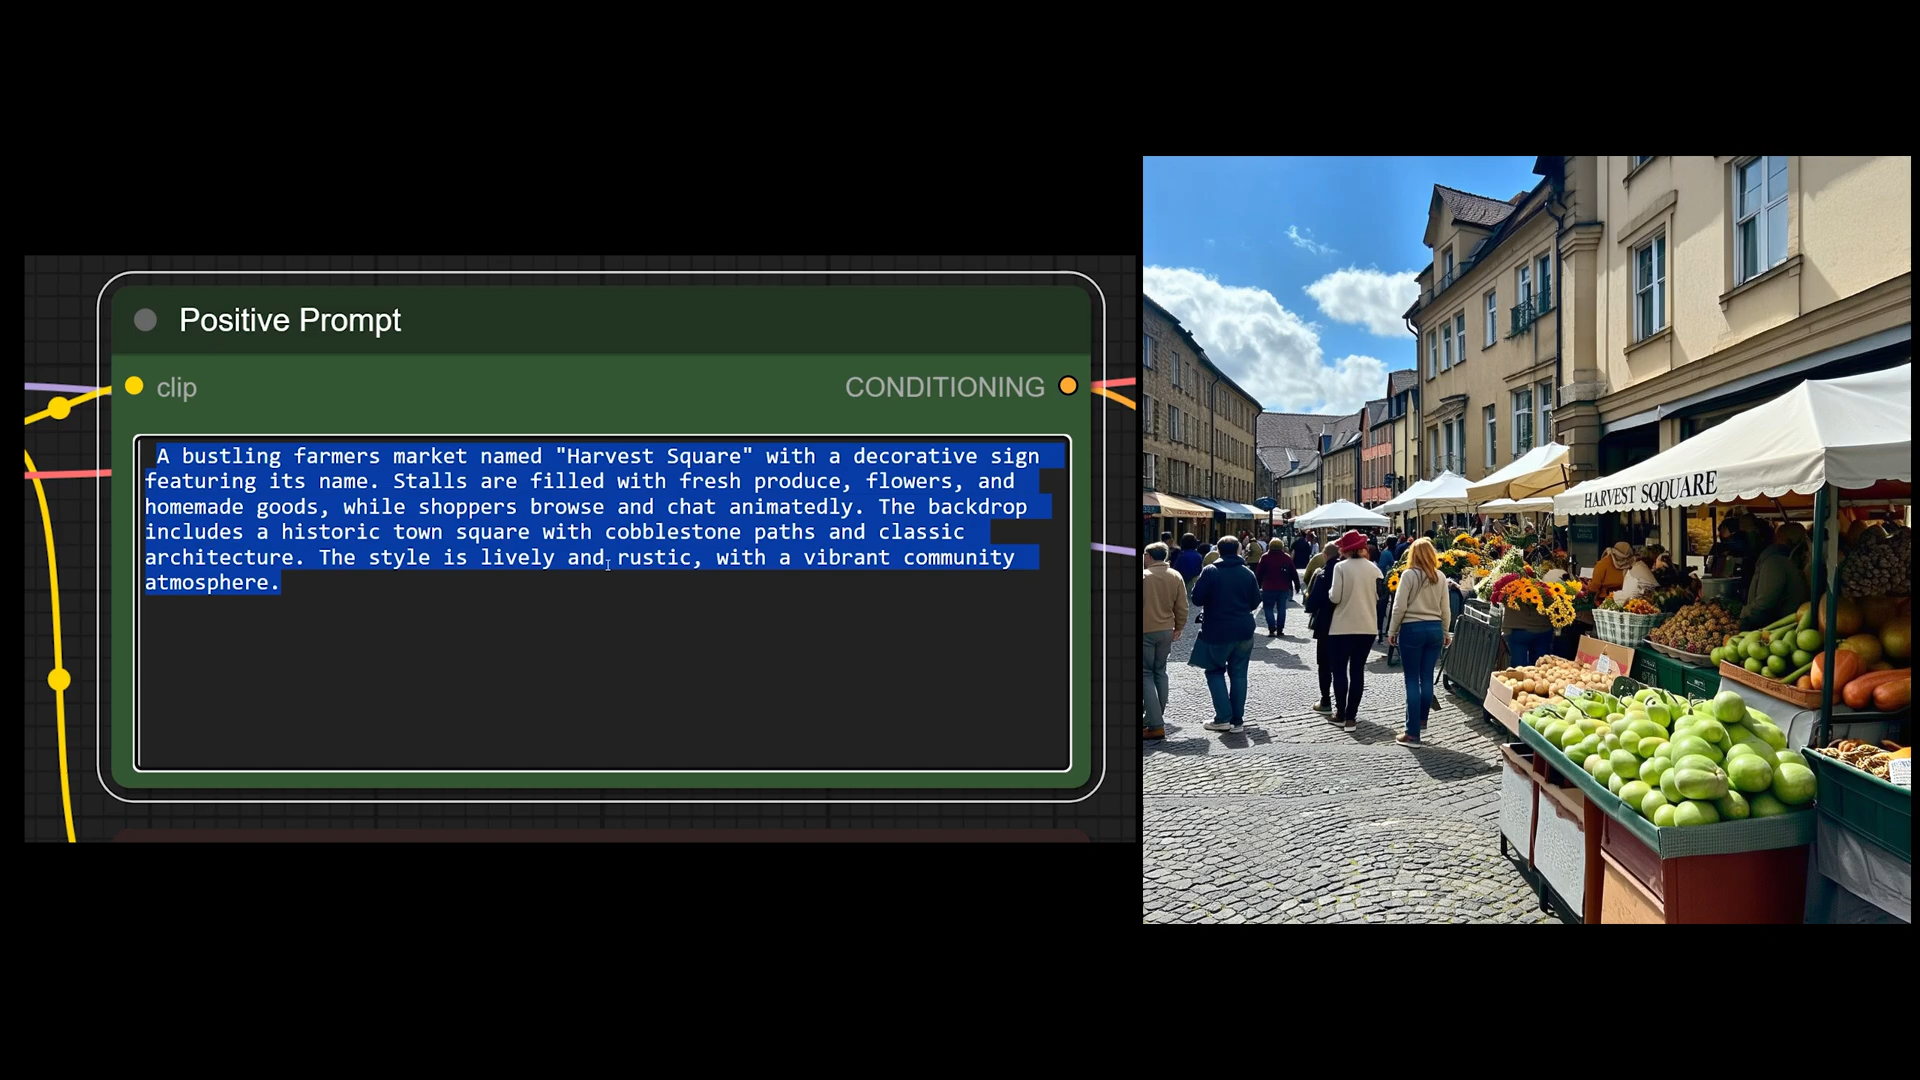 Positive Prompt
clip
CONDITIONING
A bustling farmers market named "Harvest Square" with a decorative sign
featuring its name. Stalls are filled with fresh produce, flowers, and
homemade goods, while shoppers browse and chat animatedly. The backdrop
includes a historic town square with cobblestone paths and classic
architecture. The style is lively and rustic, with a vibrant community
atmosphere.
HARVEST SQUARE